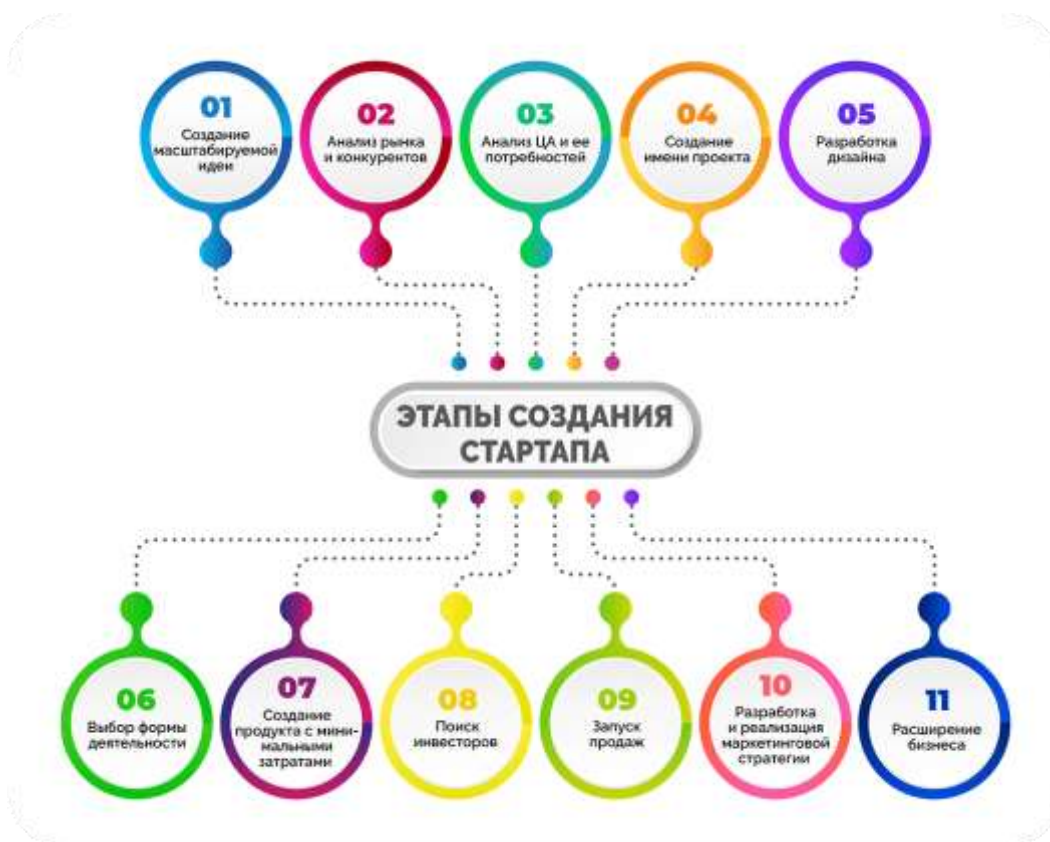 01
Создание
масштабируемой
идеи
02
Анализ рынка
и конкурентов
03
Анализ ЦА и ее
потребностей
04
Создание
имени проекта
05
Разработка
дизайна
ЭТАПЫ СОЗДАНИЯ
СТАРТАПА
06
Выбор формы
деятельности
07
Создание
продукта с мини-
мальными
затратами
08
Поиск
инвесторов
09
Запуск
продаж
10
Разработка
и реализация
маркетинговой
стратегии
11
Расширение
бизнеса